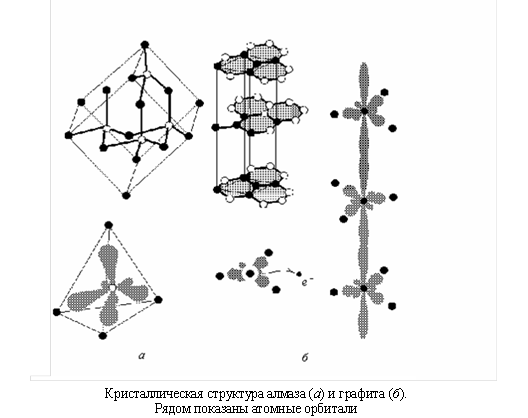 e⁻
а
б
Кристаллическая структура алмаза (а) и графита (б).
Рядом показаны атомные орбитали